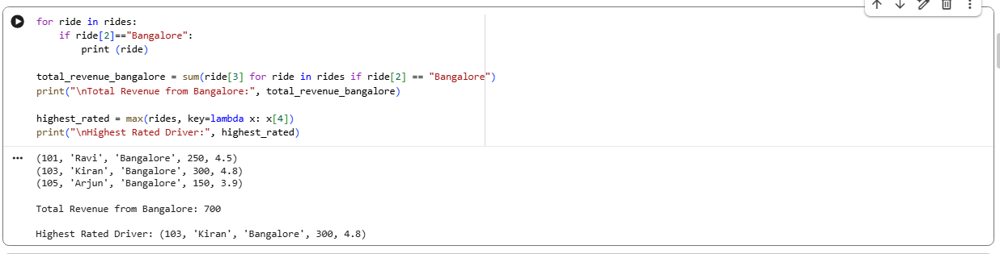 for ride in rides:
    if ride[2]=="Bangalore":
        print (ride)

total_revenue_bangalore = sum(ride[3] for ride in rides if ride[2] == "Bangalore")
print("\nTotal Revenue from Bangalore:", total_revenue_bangalore)

highest_rated = max(rides, key=lambda x: x[4])
print("\nHighest Rated Driver:", highest_rated)
(101, 'Ravi', 'Bangalore', 250, 4.5)
(103, 'Kiran', 'Bangalore', 300, 4.8)
(105, 'Arjun', 'Bangalore', 150, 3.9)

Total Revenue from Bangalore: 700

Highest Rated Driver: (103, 'Kiran', 'Bangalore', 300, 4.8)